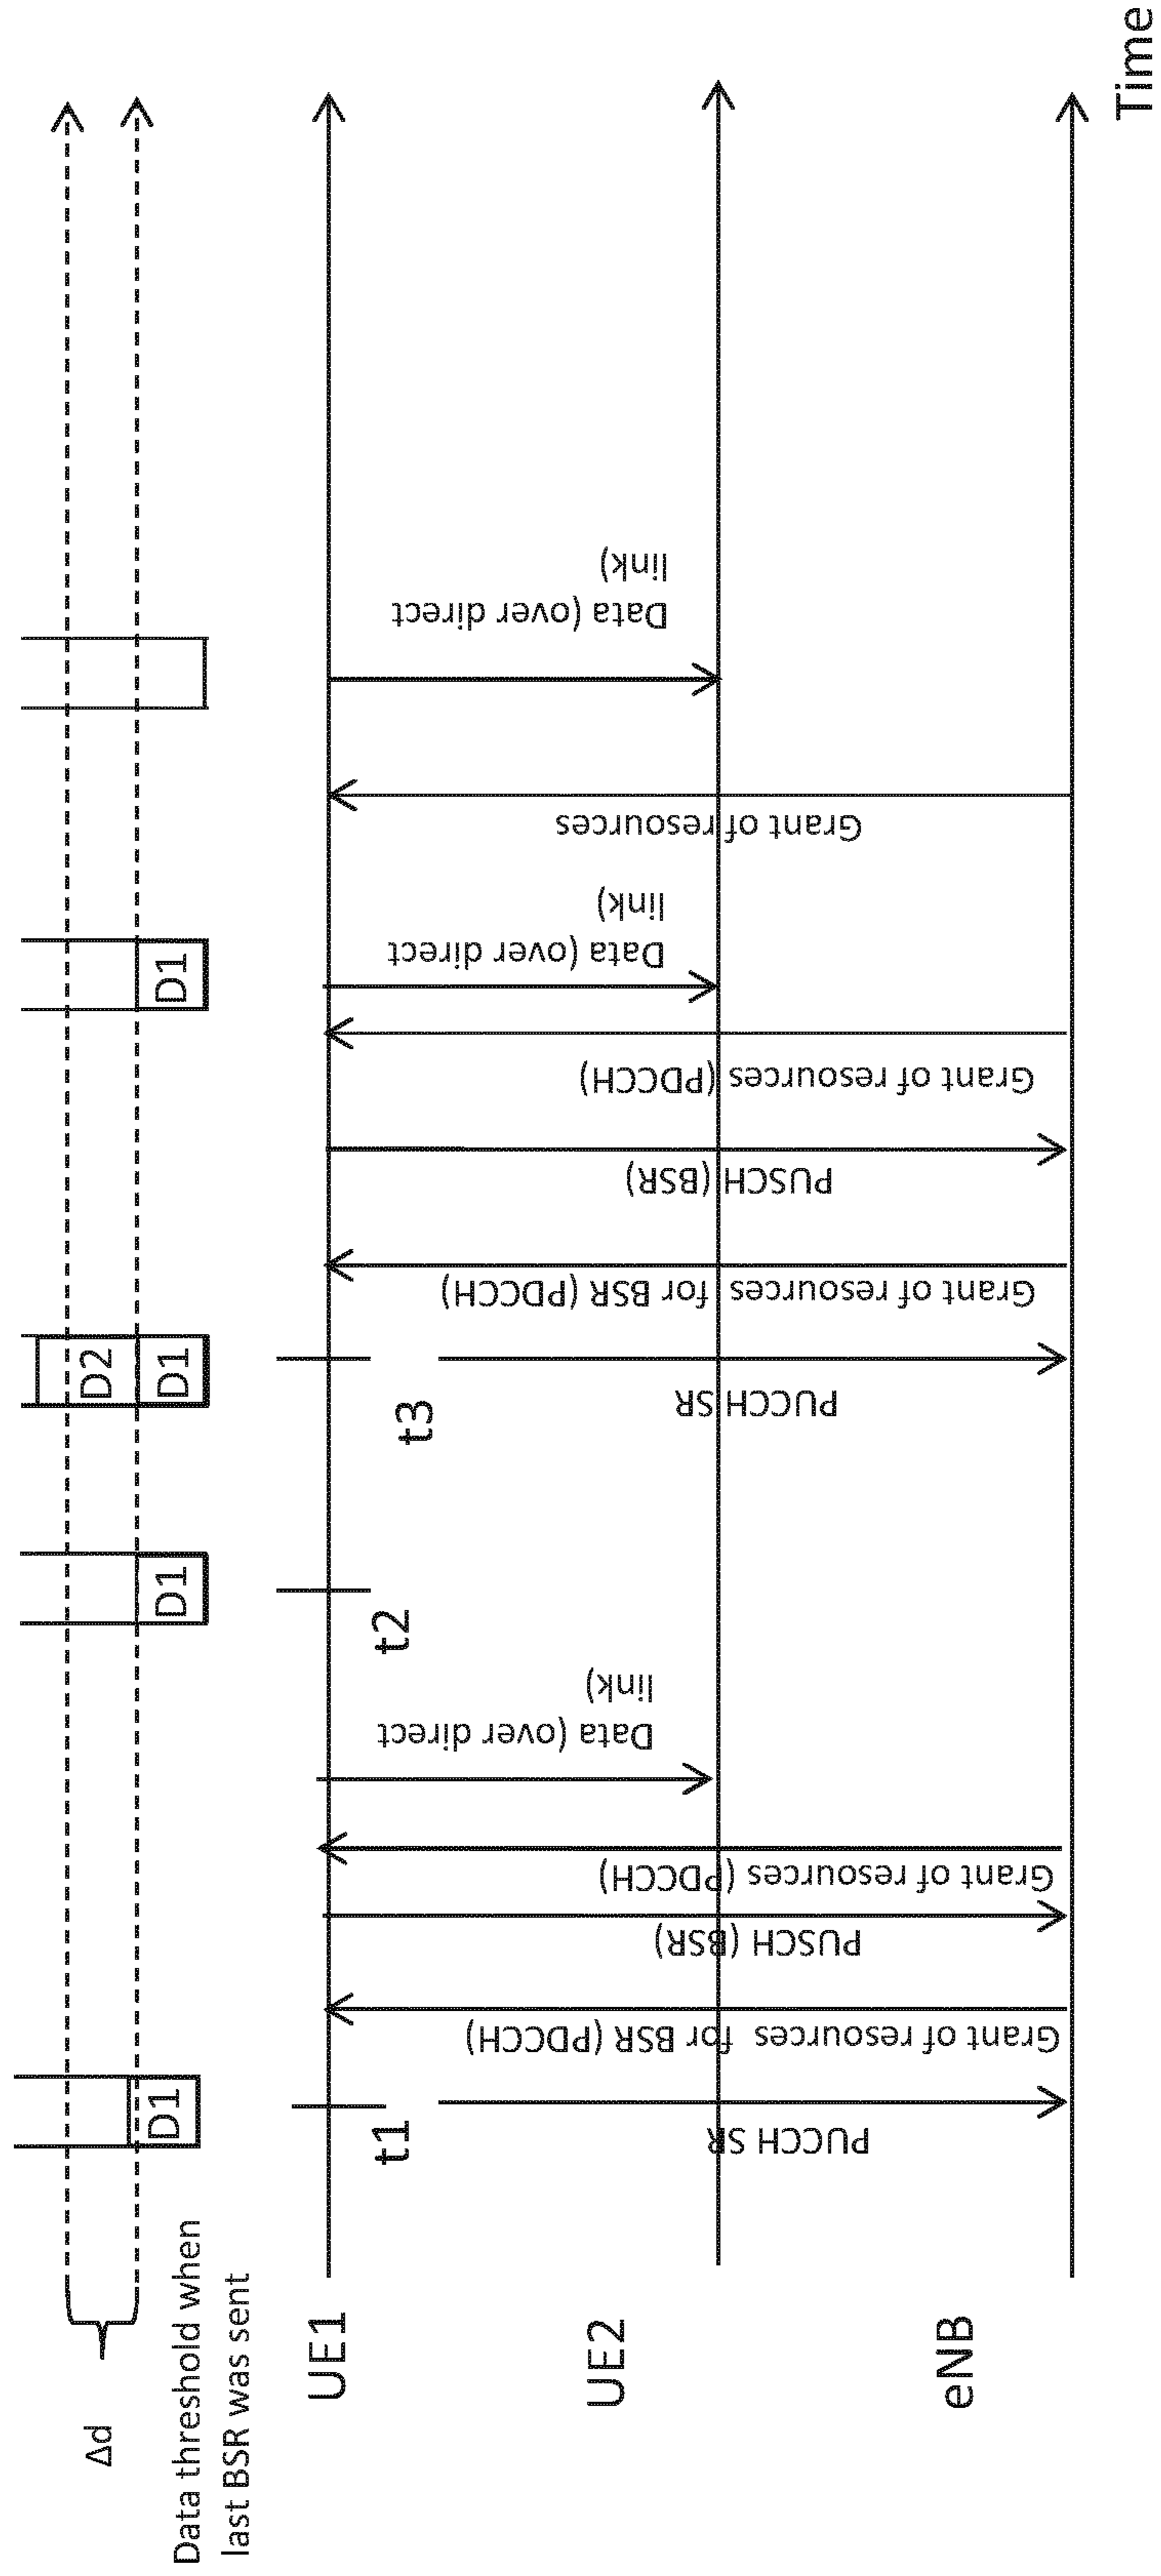 Δd
Data threshold when
last BSR was sent
D1
D1
D2
D1
D1
UE1
t1
t2
t3
UE2
eNB
PUCCH SR
Grant of resources for BSR (PDCCH)
PUSCH (BSR)
Grant of resources (PDCCH)
Data (over direct
link)
PUCCH SR
Grant of resources for BSR (PDCCH)
PUSCH (BSR)
Grant of resources (PDCCH)
Data (over direct
link)
Grant of resources
Data (over direct
link)
Time